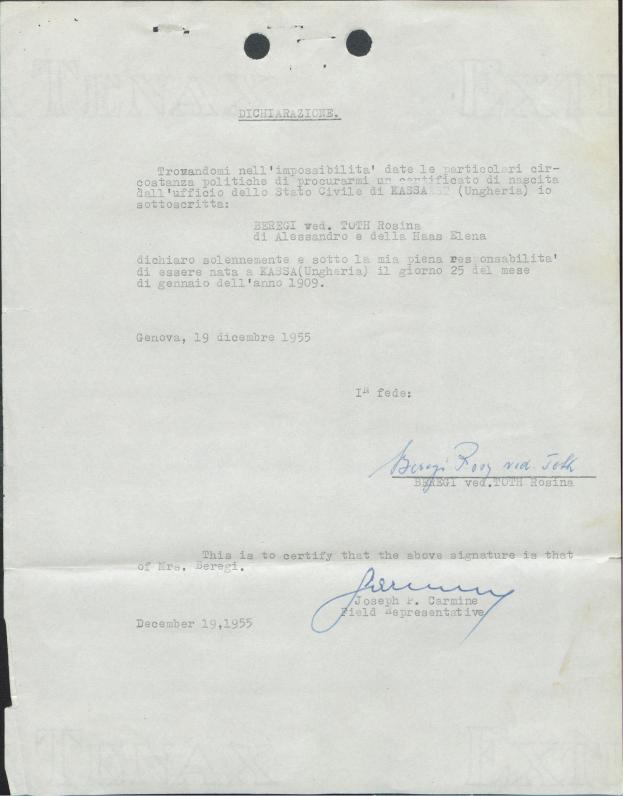 DICHIARAZIONE.
Trovandomi nell'impossibilita' date le particolari cir-
costanza politiche di procurarmi un certificato di nascita
dall'ufficio dello Stato Civile di KASSA (Ungheria) io
sottoscritta:
BEREGI ved. TOTH Rosina
di Alessandro e della Haas Elena
dichiaro solennemente e sotto la mia piena responsabilita'
di essere nata a KASSA(Ungheria) il giorno 25 del mese
di gennaio dell'anno 1909.
Genova, 19 dicembre 1955
In fede:
Beregi Rosy ved. Toth
BEREGI ved.TOTH Rosina
This is to certify that the above signature is that
of Mrs. Beregi.
Joseph P. Carmine
Field Representative
December 19,1955
TENAX